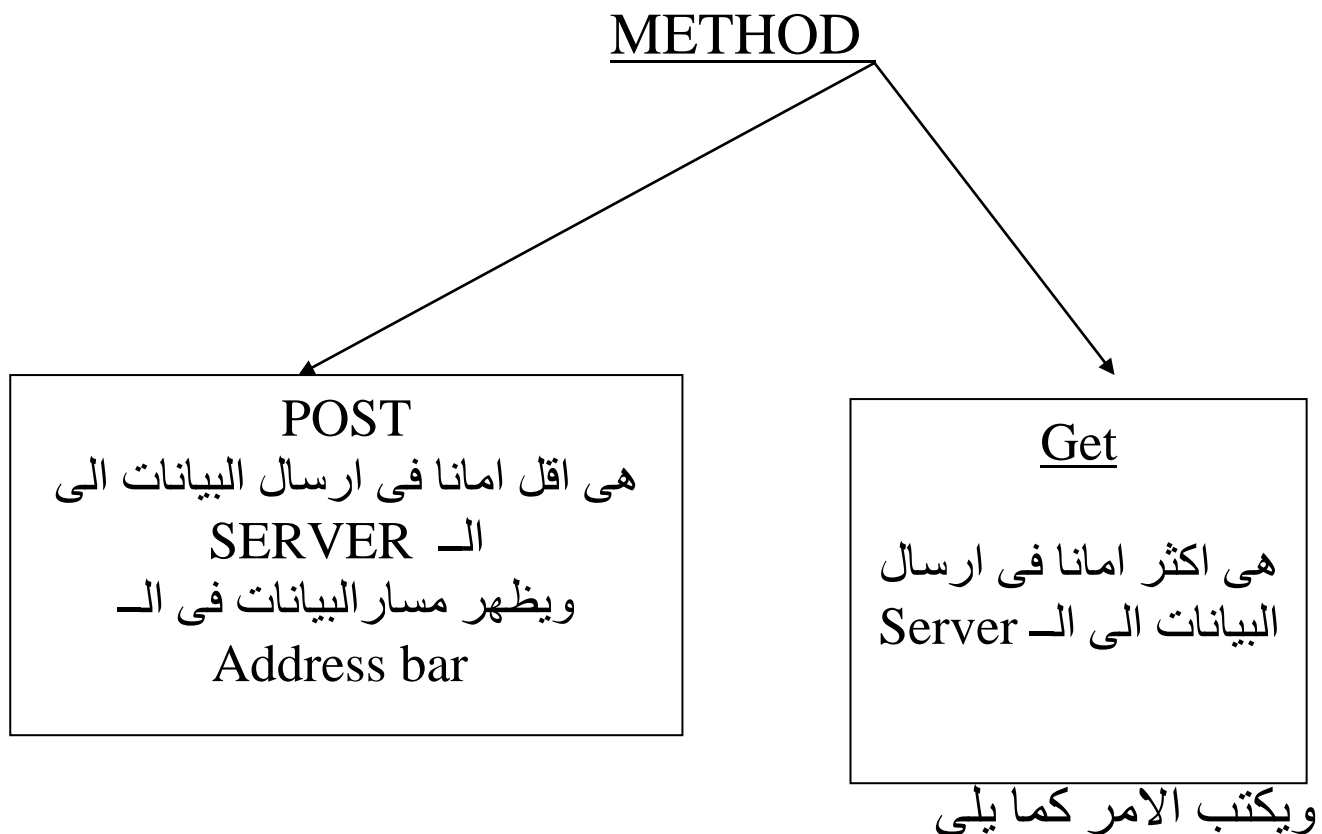 METHOD
POST
هى اقل امانا فى ارسال البيانات الى
الــ SERVER
ويظهر مسارالبيانات فى الــ
Address bar
Get
هى اكثر امانا فى ارسال
البيانات الى الــ Server
ويكتب الامر كما يلى